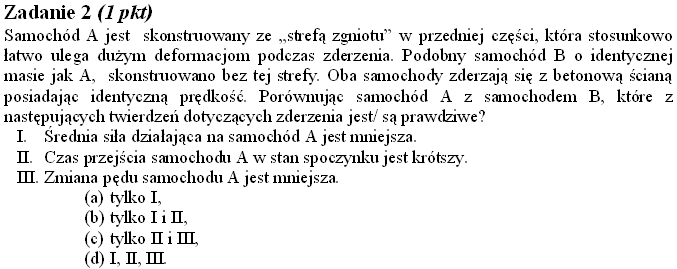 Zadanie 2 (1 pkt)
Samochód A jest skonstruowany ze „strefą zgniotu” w przedniej części, która stosunkowo
łatwo ulega dużym deformacjom podczas zderzenia. Podobny samochód B o identycznej
masie jak A, skonstruowano bez tej strefy. Oba samochody zderzają się z betonową ścianą
posiadając identyczną prędkość. Porównując samochód A z samochodem B, które z
następujących twierdzeń dotyczących zderzenia jest/ są prawdziwe?
I. Średnia siła działająca na samochód A jest mniejsza.
II. Czas przejścia samochodu A w stan spoczynku jest krótszy.
III. Zmiana pędu samochodu A jest mniejsza.
(a) tylko I,
(b) tylko I i II,
(c) tylko II i III,
(d) I, II, III.